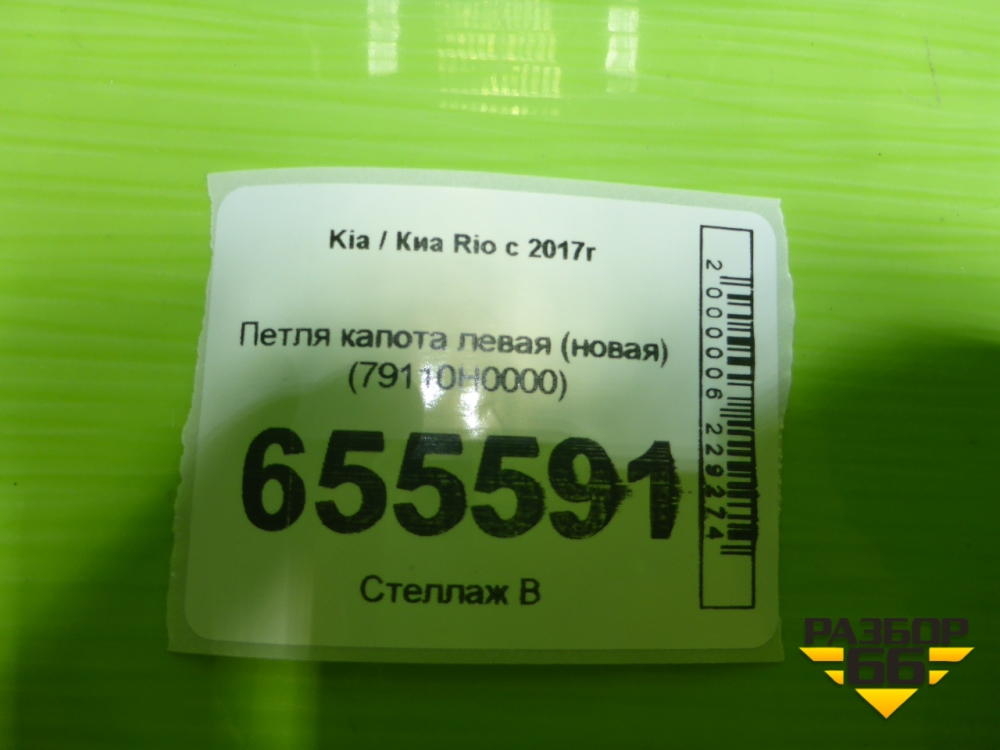 Kia / Киа Rio с 2017г
Петля капота левая (новая)
(79110H0000)
655591
Стеллаж В
2 000006 229274
РАЗБОР
66